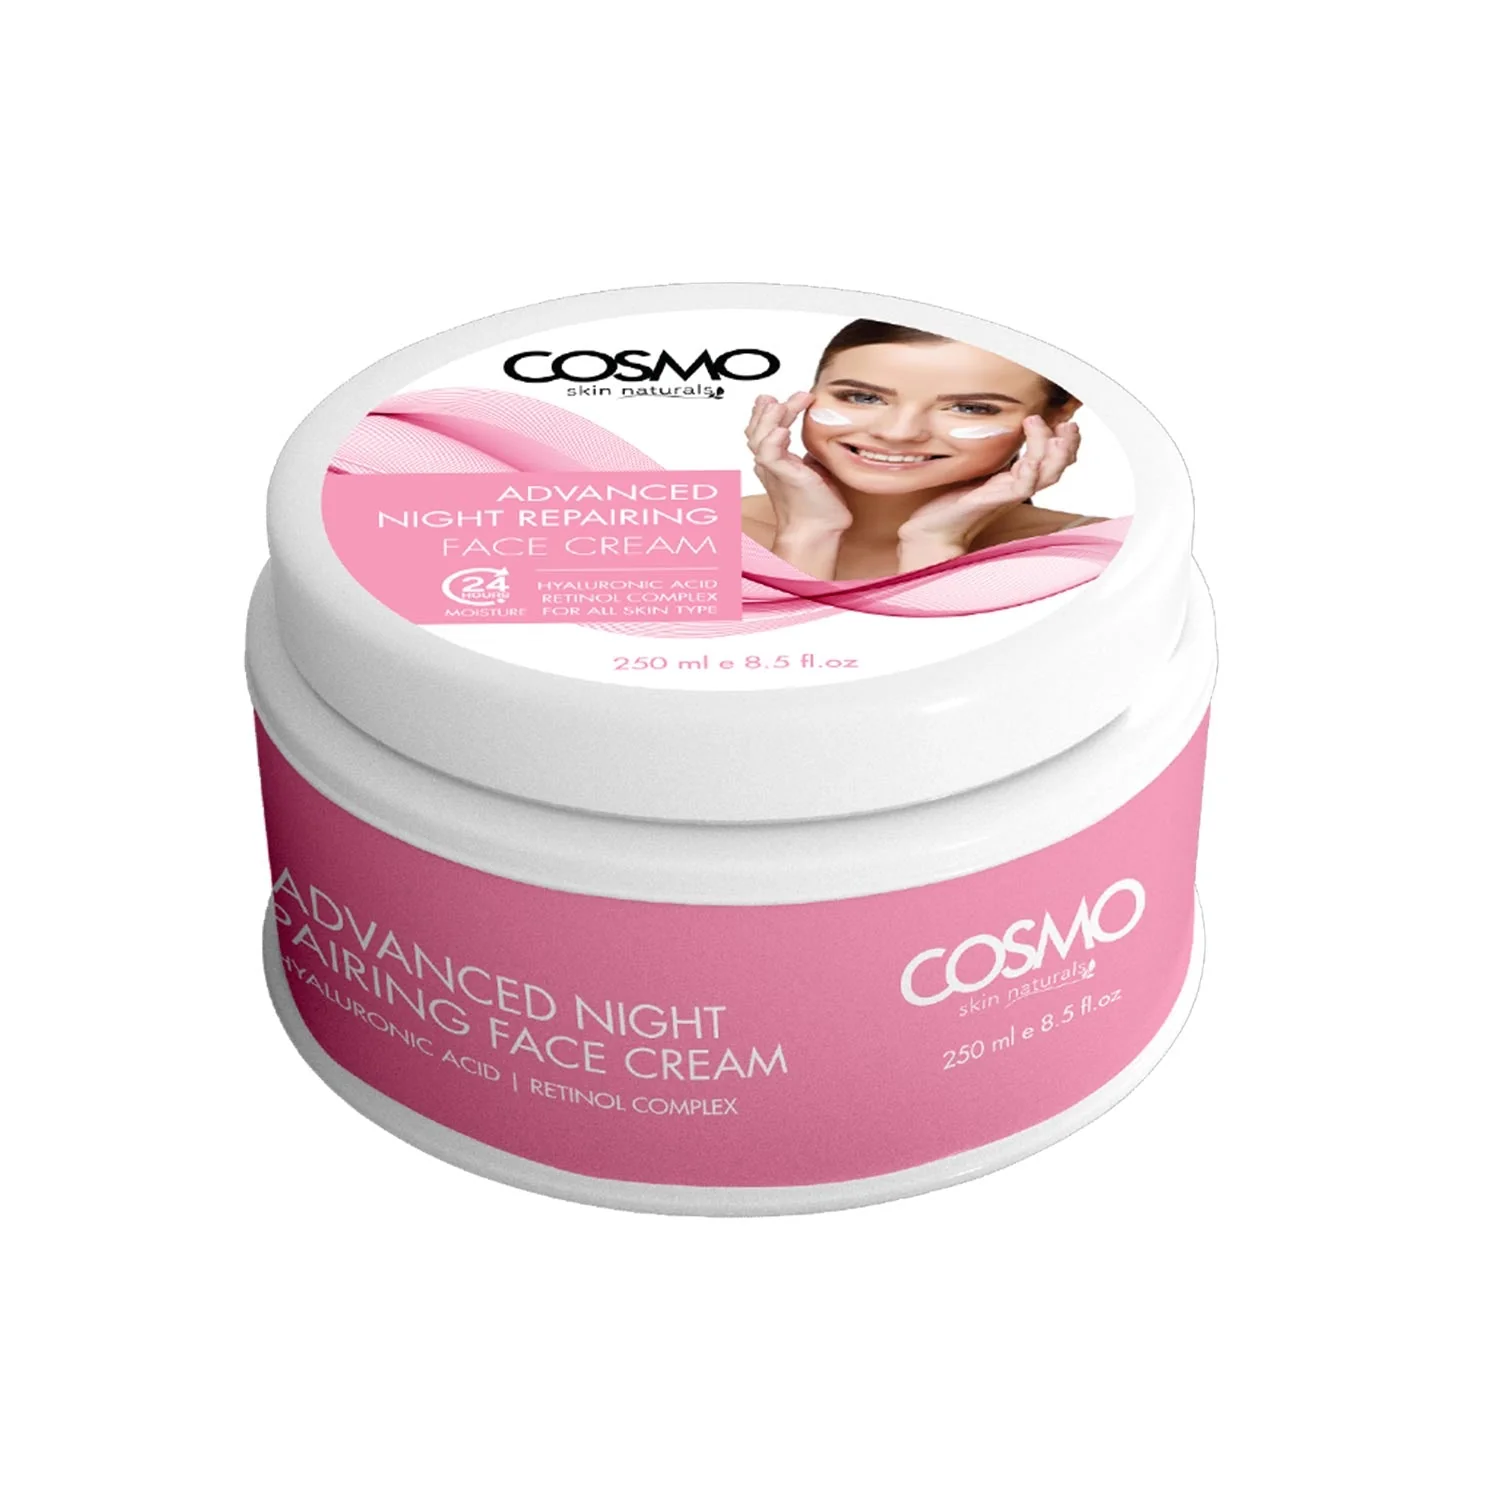 COSMO
skin naturals
ADVANCED
NIGHT REPAIRING
FACE CREAM
24
HOURS
MOISTURE
HYALURONIC ACID
RETINOL COMPLEX
FOR ALL SKIN TYPE
250 ml e 8.5 fl.oz
ADVANCED NIGHT
PAIRING FACE CREAM
HYALURONIC ACID | RETINOL COMPLEX
COSMO
skin naturals
250 ml e 8.5 fl.oz